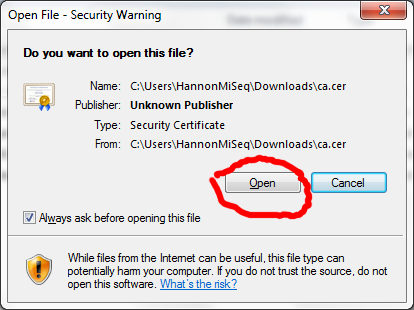 Open File - Security Warning
Do you want to open this file?
Name: C:\Users\HannonMiSeq\Downloads\ca.cer
Publisher: Unknown Publisher
Type: Security Certificate
From: C:\Users\HannonMiSeq\Downloads\ca.cer
Open Cancel
Always ask before opening this file
While files from the Internet can be useful, this file type can
potentially harm your computer. If you do not trust the source, do not
open this software. What's the risk?